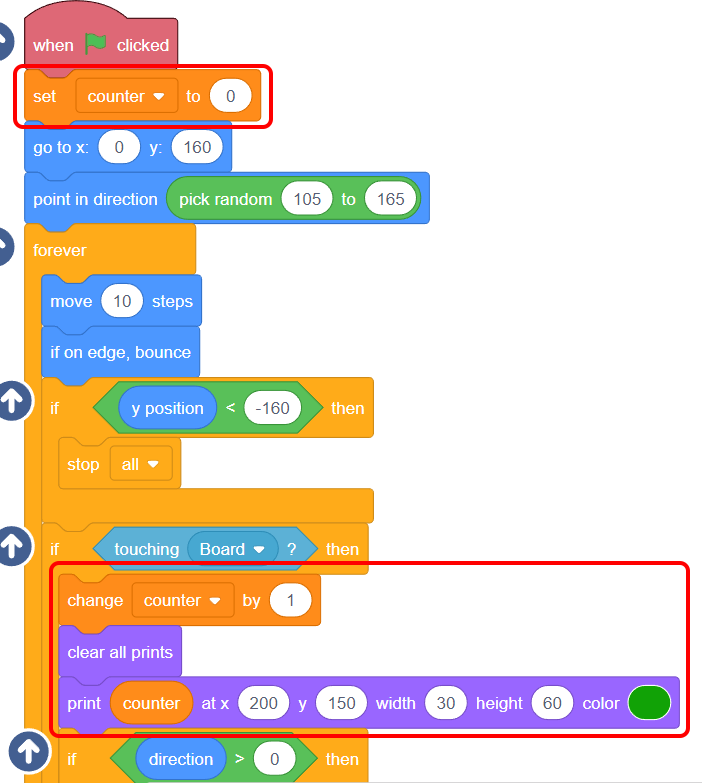 when clicked
set counter to 0
go to x: 0 y: 160
point in direction pick random 105 to 165
forever
move 10 steps
if on edge, bounce
if y position < -160 then
stop all
if touching Board ? then
change counter by 1
clear all prints
print counter at x 200 y 150 width 30 height 60 color
if direction > 0 then